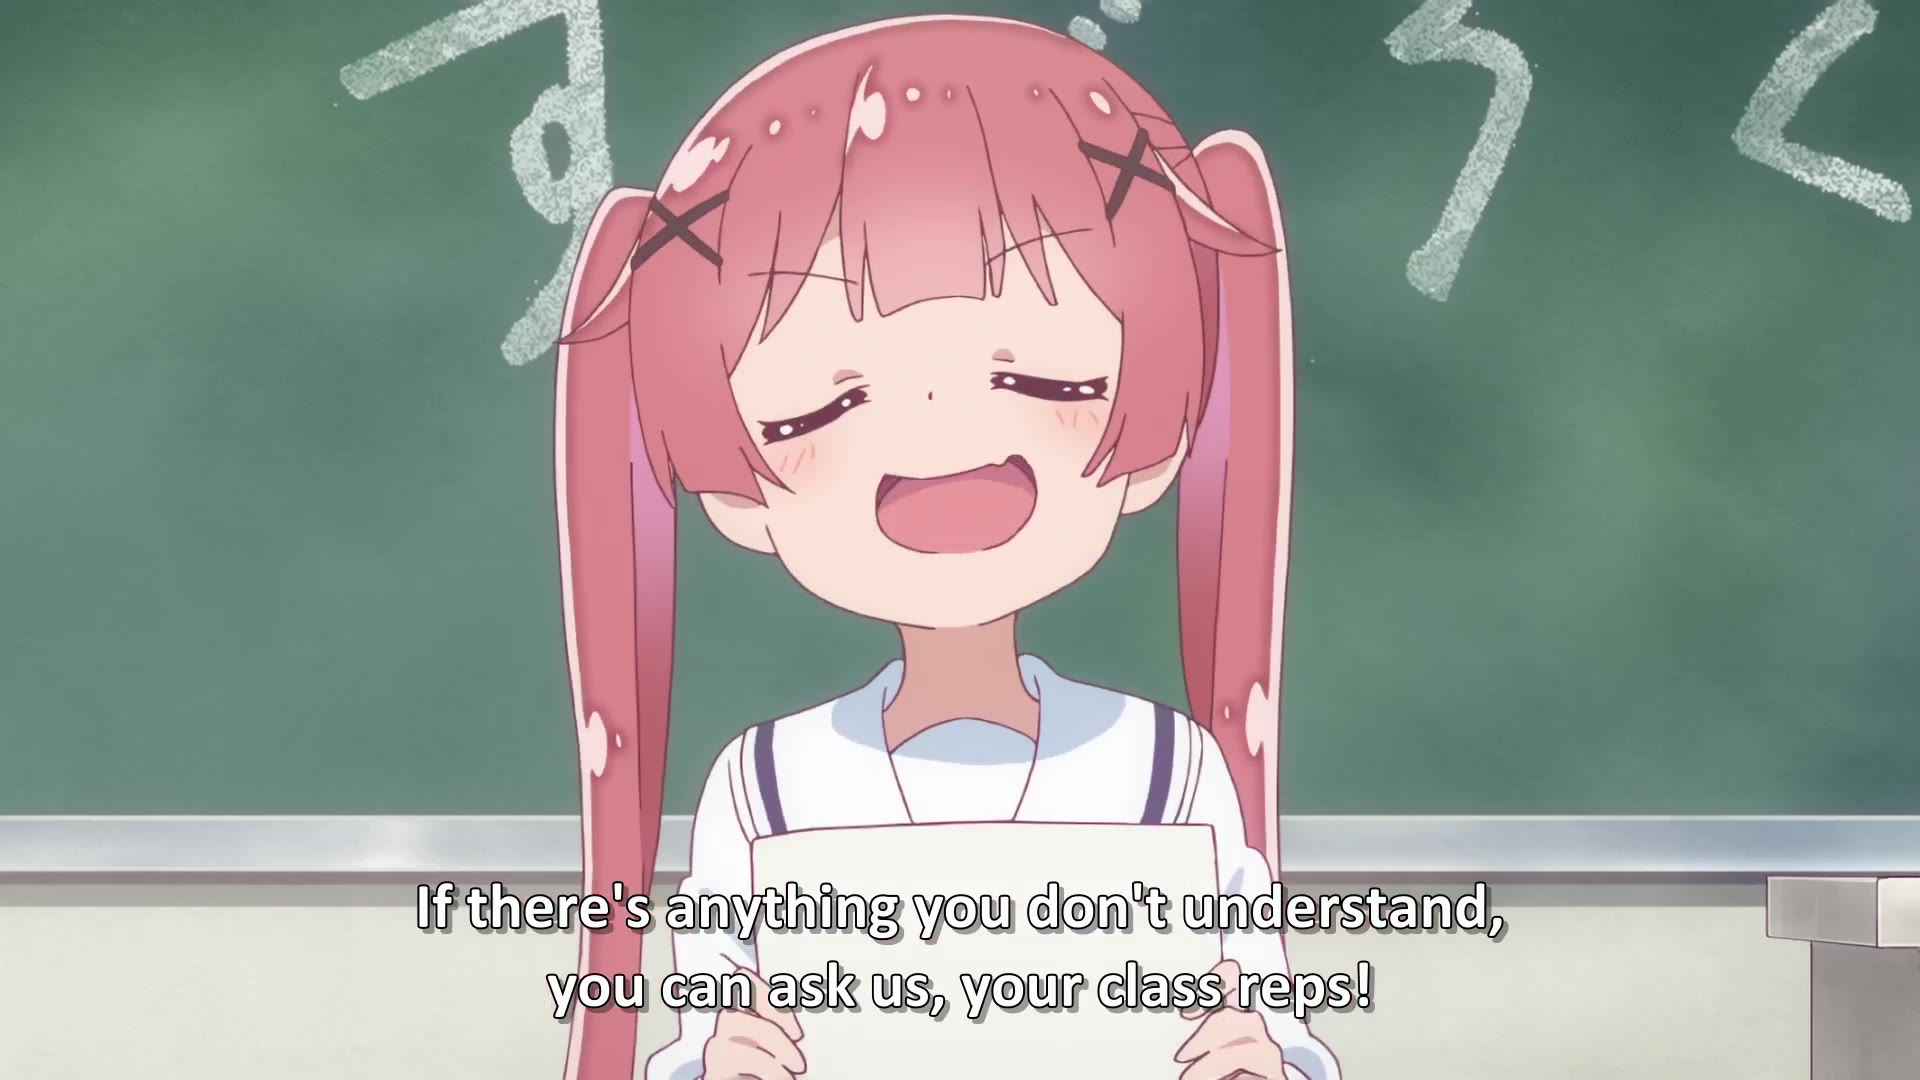 す ろく
If there's anything you don't understand,
you can ask us, your class reps!